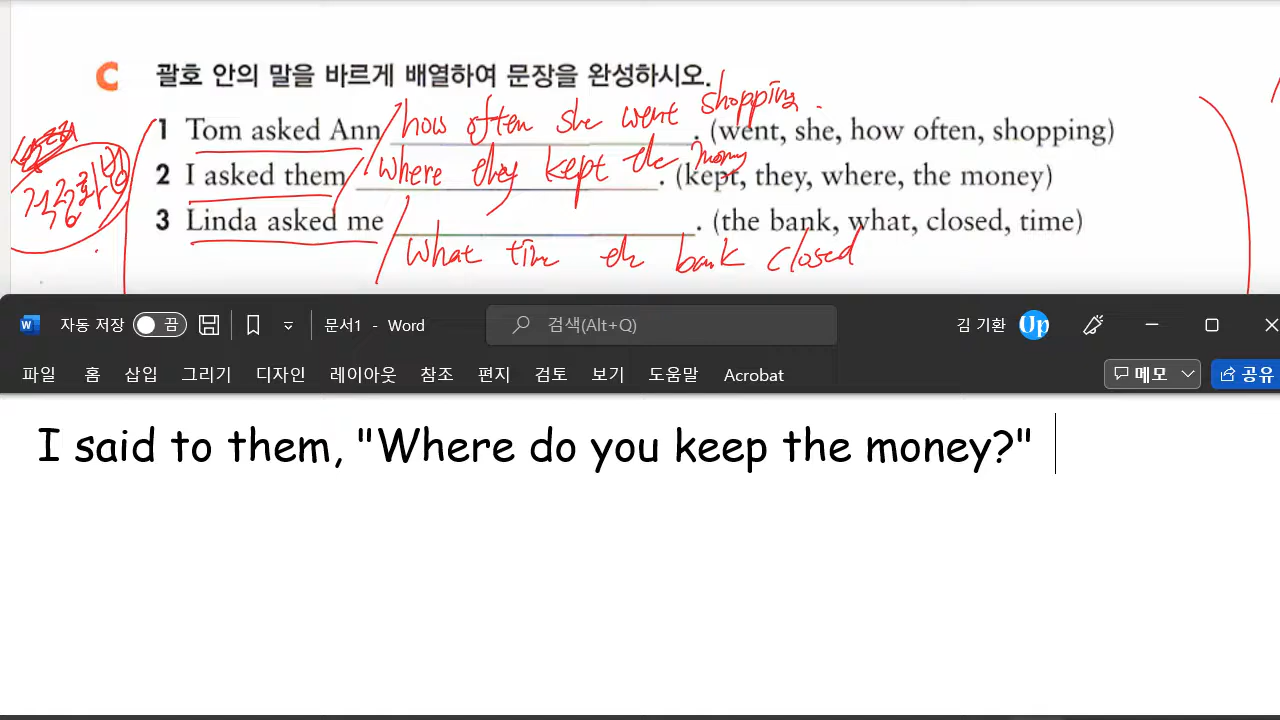 C 괄호 안의 말을 바르게 배열하여 문장을 완성하시오.
how often she went shopping.
1 Tom asked Ann . (went, she, how often, shopping)
where they kept the money
2 I asked them . (kept, they, where, the money)
3 Linda asked me . (the bank, what, closed, time)
what time the bank closed
자동 저장 끔 문서1 - Word 검색(Alt+Q) 김 기환 Up
파일 홈 삽입 그리기 디자인 레이아웃 참조 편지 검토 보기 도움말 Acrobat 메모 공유
I said to them, "Where do you keep the money?"